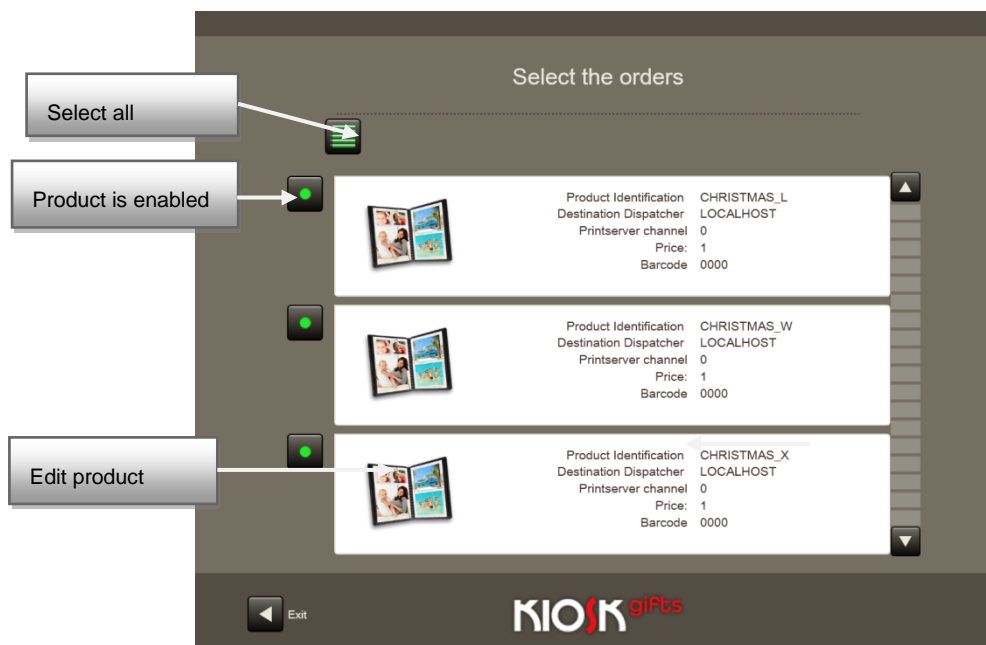 Select the orders
Select all
Product is enabled
Product Identification CHRISTMAS_L
Destination Dispatcher LOCALHOST
Printserver channel 0
Price: 1
Barcode 0000
Product Identification CHRISTMAS_W
Destination Dispatcher LOCALHOST
Printserver channel 0
Price: 1
Barcode 0000
Edit product
Product Identification CHRISTMAS_X
Destination Dispatcher LOCALHOST
Printserver channel 0
Price: 1
Barcode 0000
Exit
KIOSK gifts